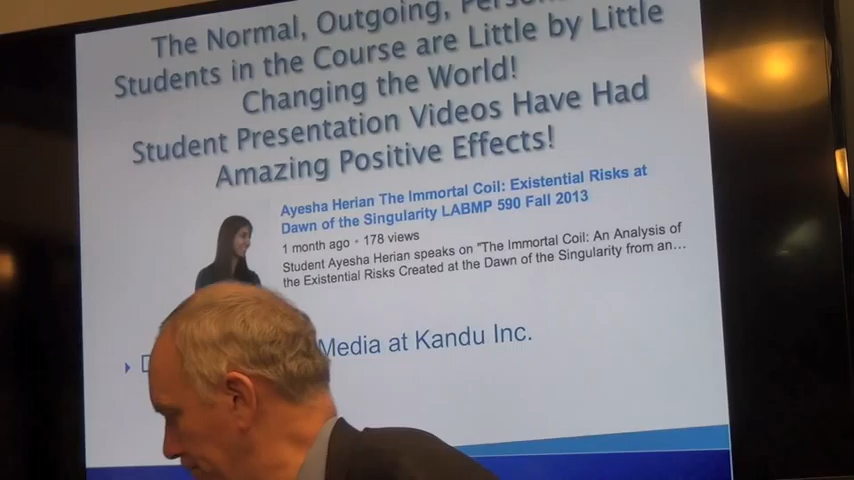 The Normal, Outgoing,
Students in the Course are Little by Little
Changing the World!
Student Presentation Videos Have Had
Amazing Positive Effects!
Ayesha Herian The Immortal Coil: Existential Risks at
Dawn of the Singularity LABMP 590 Fall 2013
1 month ago • 178 views
Student Ayesha Herian speaks on "The Immortal Coil: An Analysis of
the Existential Risks Created at the Dawn of the Singularity from an...
Media at Kandu Inc.